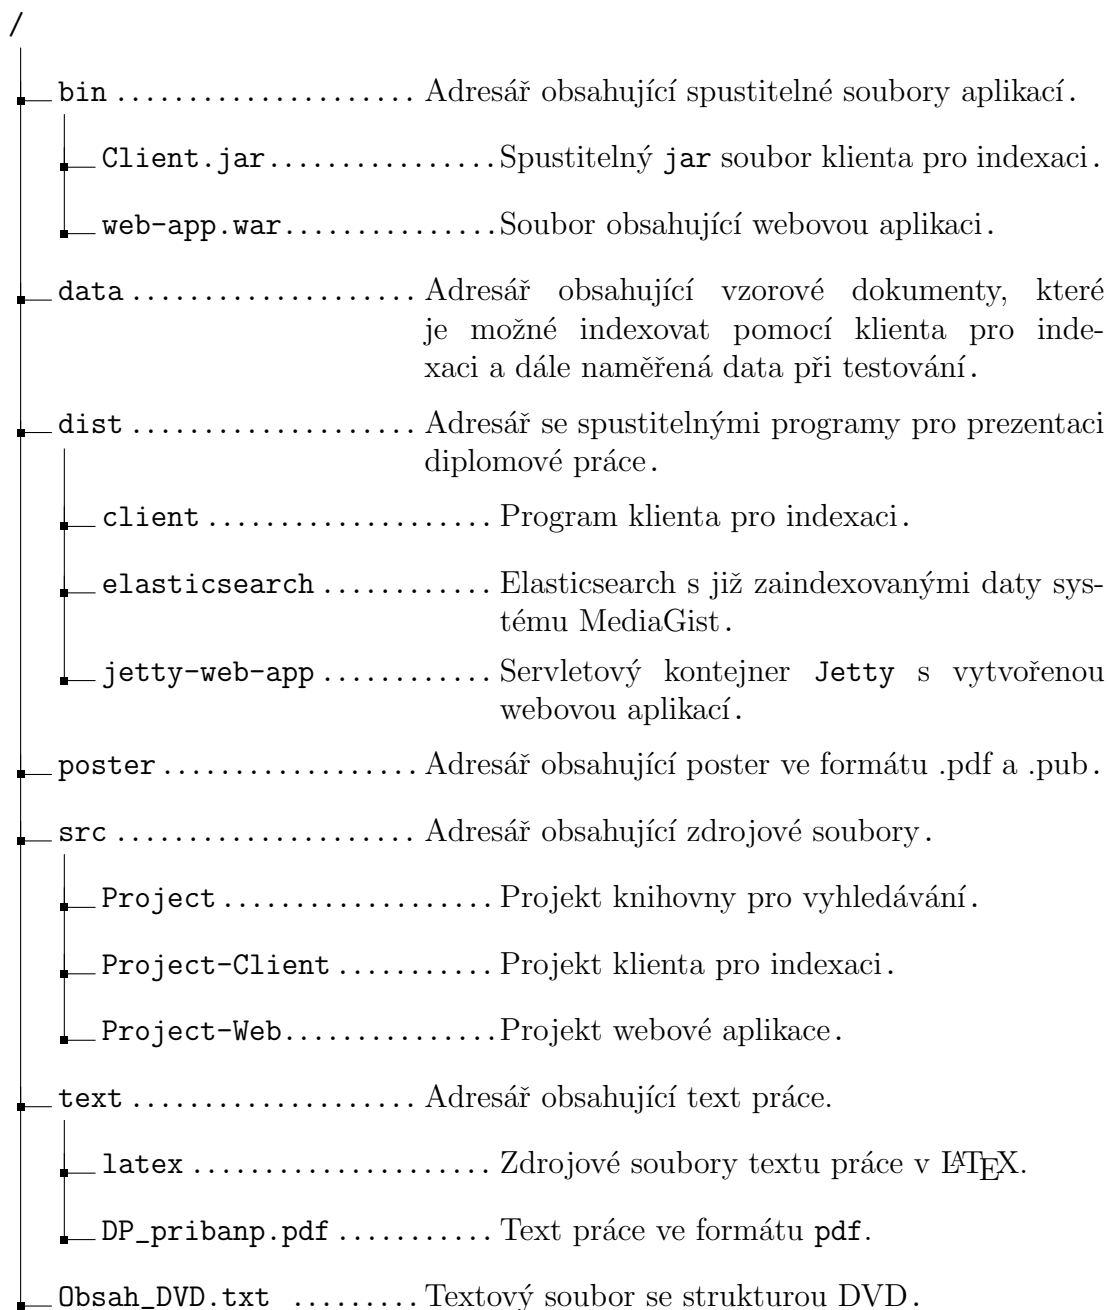 /
bin ..................... Adresář obsahující spustitelné soubory aplikací.
Client.jar................Spustitelný jar soubor klienta pro indexaci.
web-app.war...............Soubor obsahující webovou aplikaci.
data .................... Adresář obsahující vzorové dokumenty, které
je možné indexovat pomocí klienta pro inde-
xaci a dále naměřená data při testování.
dist .................... Adresář se spustitelnými programy pro prezentaci
diplomové práce.
client .................... Program klienta pro indexaci.
elasticsearch ............ Elasticsearch s již zaindexovanými daty sys-
tému MediaGist.
jetty-web-app ............ Servletový kontejner Jetty s vytvořenou
webovou aplikací.
poster .................. Adresář obsahující poster ve formátu .pdf a .pub.
src ..................... Adresář obsahující zdrojové soubory.
Project ................... Projekt knihovny pro vyhledávání.
Project-Client ........... Projekt klienta pro indexaci.
Project-Web...............Projekt webové aplikace.
text .................... Adresář obsahující text práce.
latex ..................... Zdrojové soubory textu práce v LATEX.
DP_pribanp.pdf ........... Text práce ve formátu pdf.
Obsah_DVD.txt ......... Textový soubor se strukturou DVD.